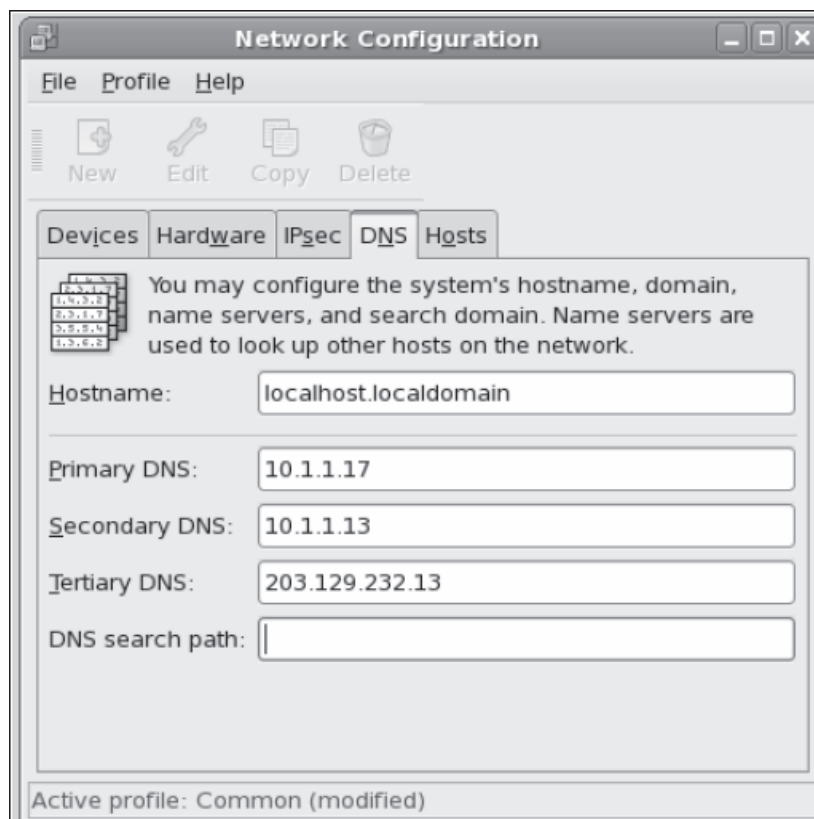 Network Configuration
File Profile Help
New Edit Copy Delete
Devices Hardware IPsec DNS Hosts
You may configure the system's hostname, domain,
name servers, and search domain. Name servers are
used to look up other hosts on the network.
Hostname: localhost.localdomain
Primary DNS: 10.1.1.17
Secondary DNS: 10.1.1.13
Tertiary DNS: 203.129.232.13
DNS search path:
Active profile: Common (modified)